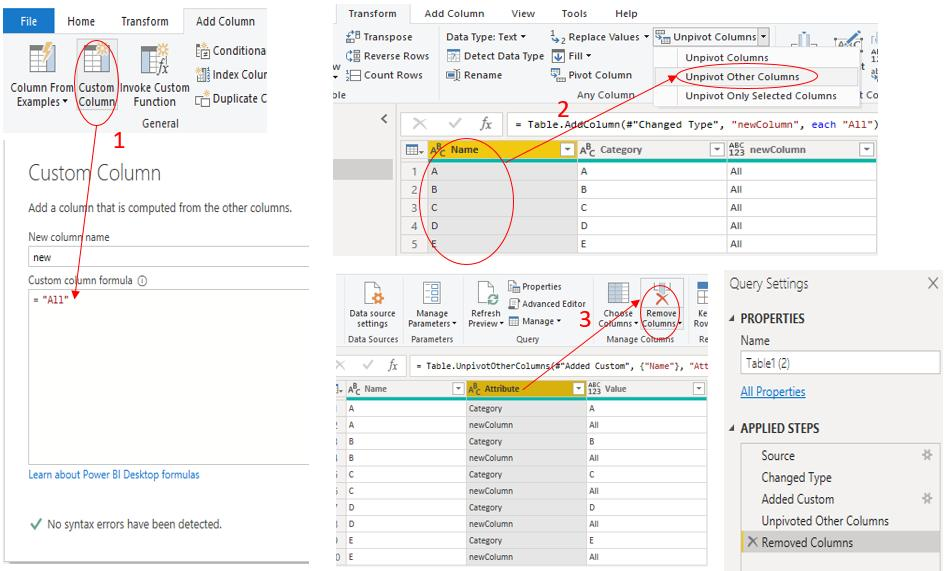 File Home Transform Add Column
Column From Examples
Custom Column
Invoke Custom Function
Conditiona
Index Colur
Duplicate C
General
1
Custom Column
Add a column that is computed from the other columns.
New column name
new
Custom column formula
= "All"
Learn about Power BI Desktop formulas
No syntax errors have been detected.
Transform Add Column View Tools Help
Transpose
Reverse Rows
Count Rows
Data Type: Text
Detect Data Type
Rename
Replace Values
Fill
Pivot Column
Unpivot Columns
Unpivot Columns
Unpivot Other Columns
Unpivot Only Selected Columns
ble
Any Column
2
= Table.AddColumn(#"Changed Type", "newColumn", each "All")
Name Category newColumn
1 A A All
2 B B All
3 C C All
4 D D All
5 E E All
Data source settings
Data Sources
Manage Parameters
Parameters
Refresh Preview
Properties
Advanced Editor
Manage
Query
3
Choose Columns
Remove Columns
Manage Columns
Ke
Row
Re
= Table.UnpivotOtherColumns(#"Added Custom", {"Name"}, "Att
Name Attribute Value
A Category A
A newColumn All
B Category B
B newColumn All
C Category C
C newColumn All
D Category D
D newColumn All
E Category E
E newColumn All
Query Settings
PROPERTIES
Name
Table1 (2)
All Properties
APPLIED STEPS
Source
Changed Type
Added Custom
Unpivoted Other Columns
Removed Columns